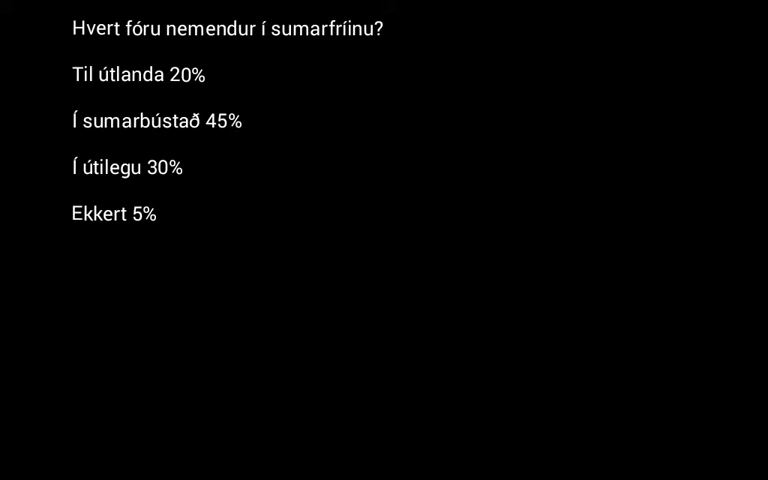 Hvert fóru nemendur í sumarfríinu?
Til útlanda 20%
Í sumarbústað 45%
Í útilegu 30%
Ekkert 5%